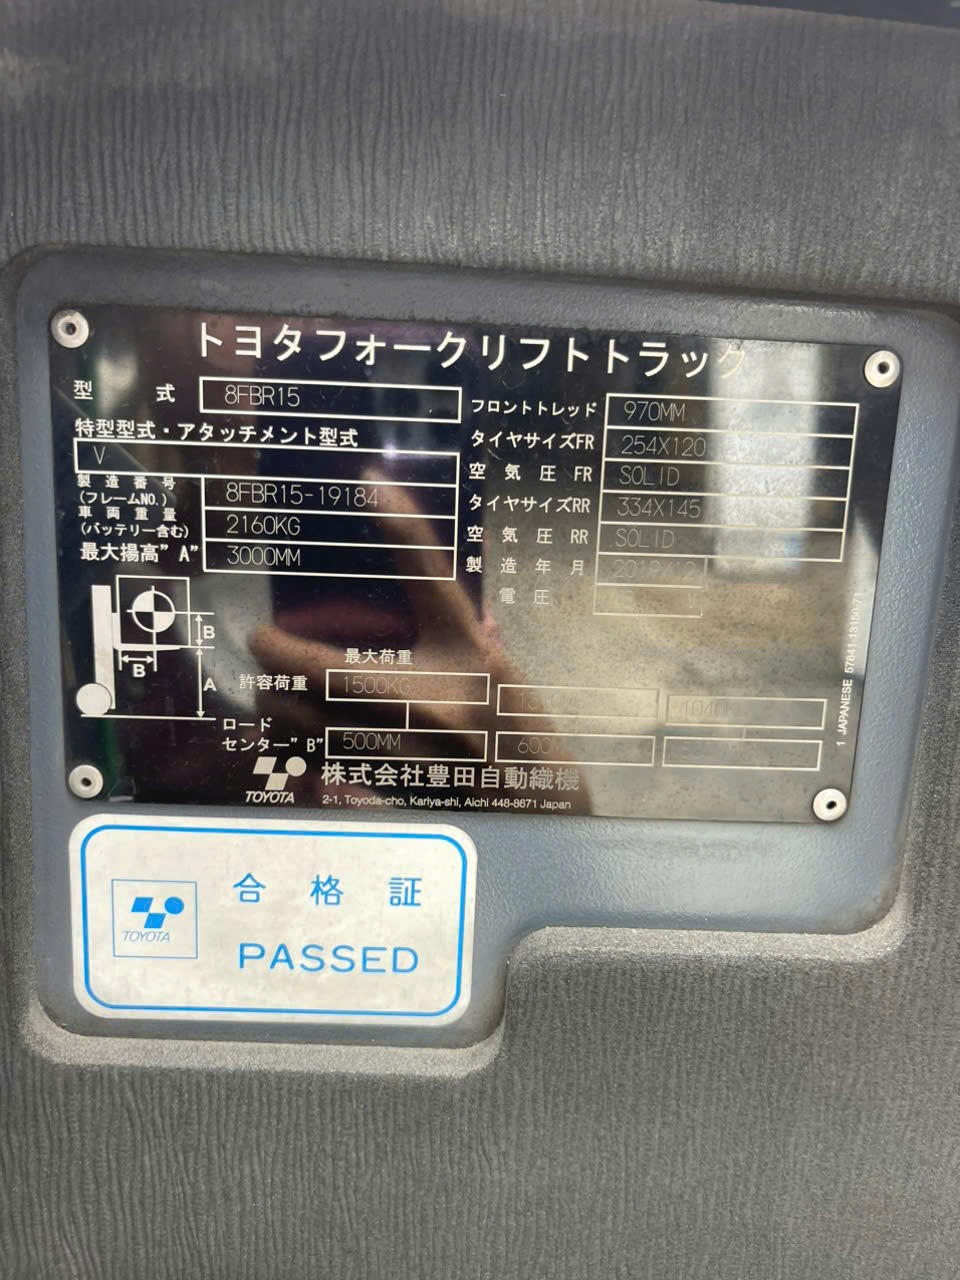 トヨタフォークリフトトラック
型 式 8FBR15
特型型式・アタッチメント型式
V
製造番号
(フレームNO.) 8FBR15-19184
車両重量
(バッテリー含む) 2160KG
最大揚高"A" 3000MM
フロントトレッド 970MM
タイヤサイズFR 254X120
空気圧 FR SOLID
タイヤサイズRR 334X145
空気圧 RR SOLID
製造年月
電圧
B
B
A
最大荷重
許容荷重 1500KG
ロード
センター"B" 500MM
TOYOTA
株式会社豊田自動織機
2-1, Toyoda-cho, Kariya-shi, Aichi 448-8671 Japan
1 JAPANESE
TOYOTA
合格証
PASSED